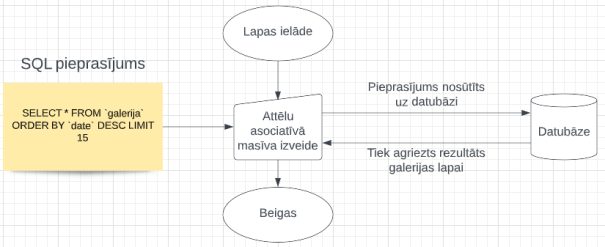 Lapas ielāde
SQL pieprasījums
SELECT * FROM `galerija`
ORDER BY `date` DESC LIMIT
15
Attēlu
asociatīvā
masīva izveide
Pieprasījums nosūtīts
uz datubāzi
Datubāze
Tiek agriezts rezultāts
galerijas lapai
Beigas